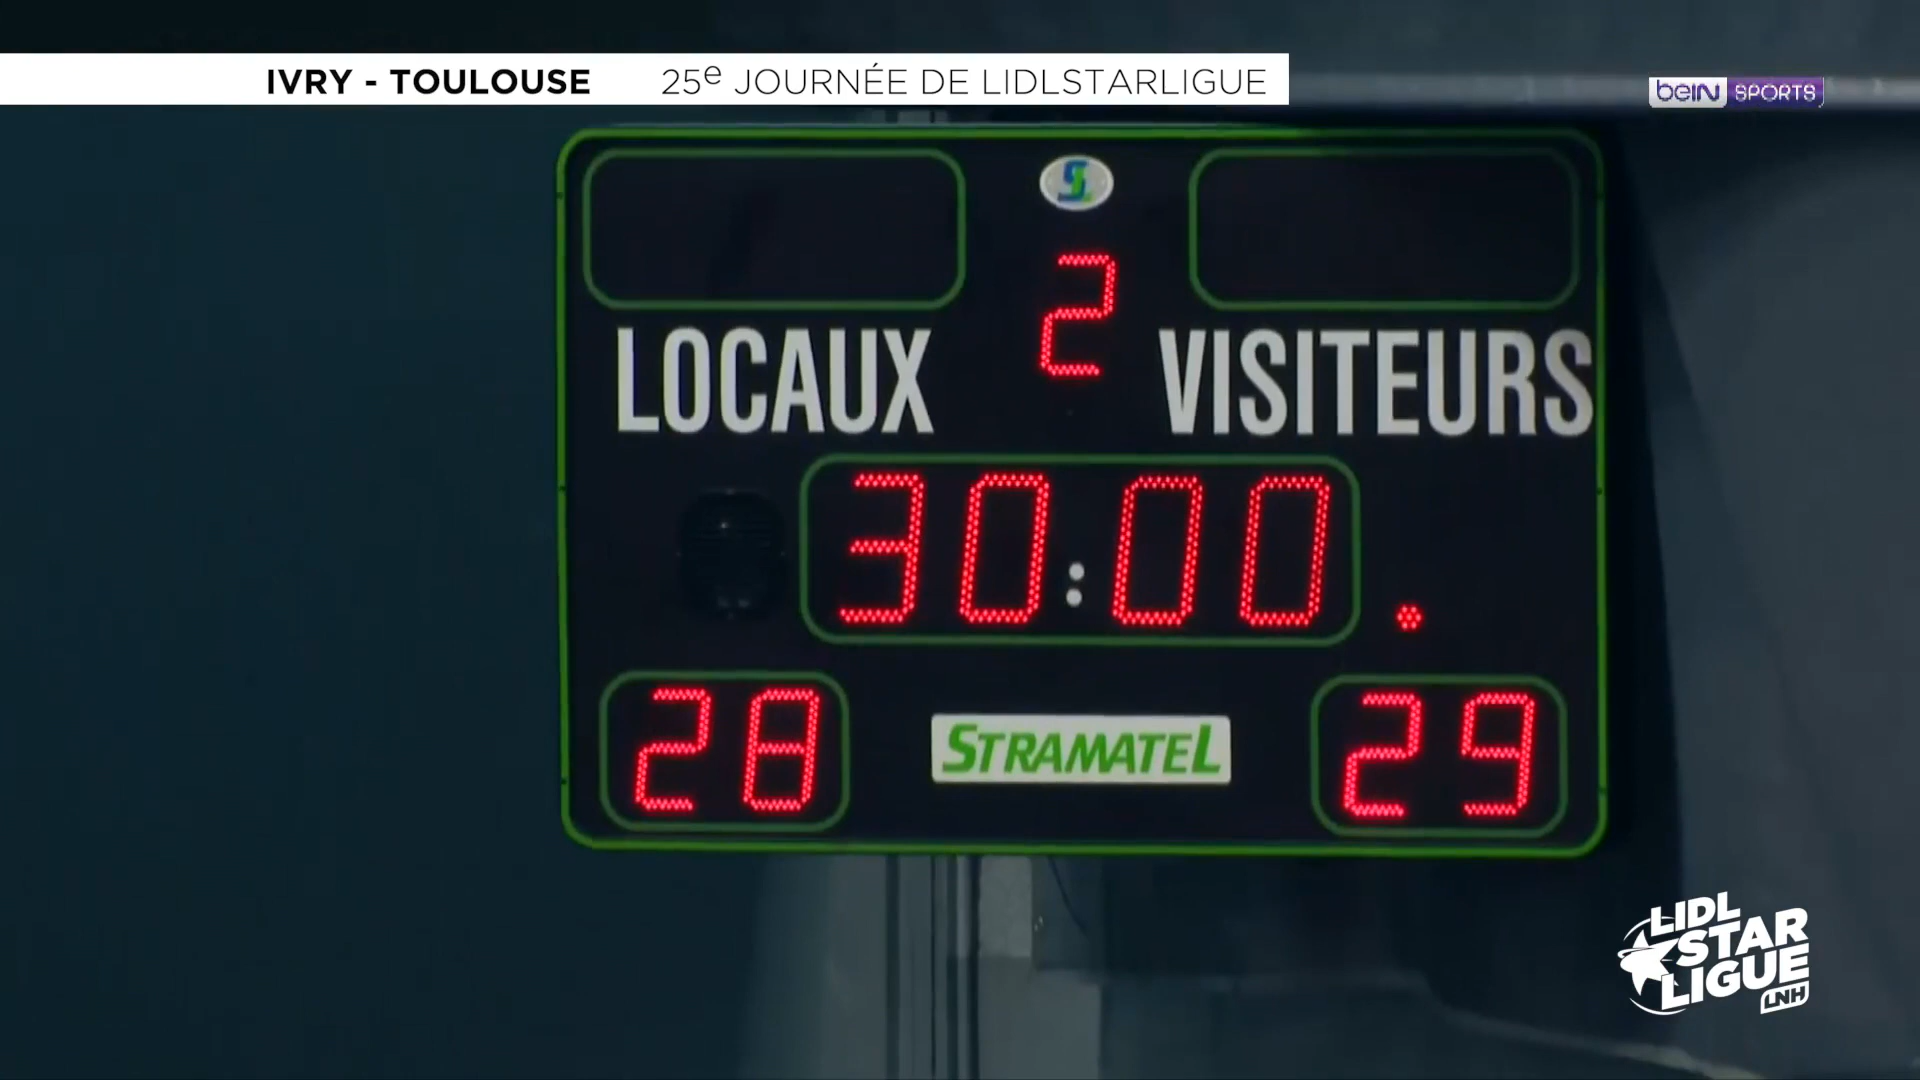 IVRY - TOULOUSE 25e JOURNÉE DE LIDLSTARLIGUE
beIN SPORTS
2
LOCAUX VISITEURS
30:00.
28 STRAMATEL 29
LIDL
STAR
LIGUE
LNH